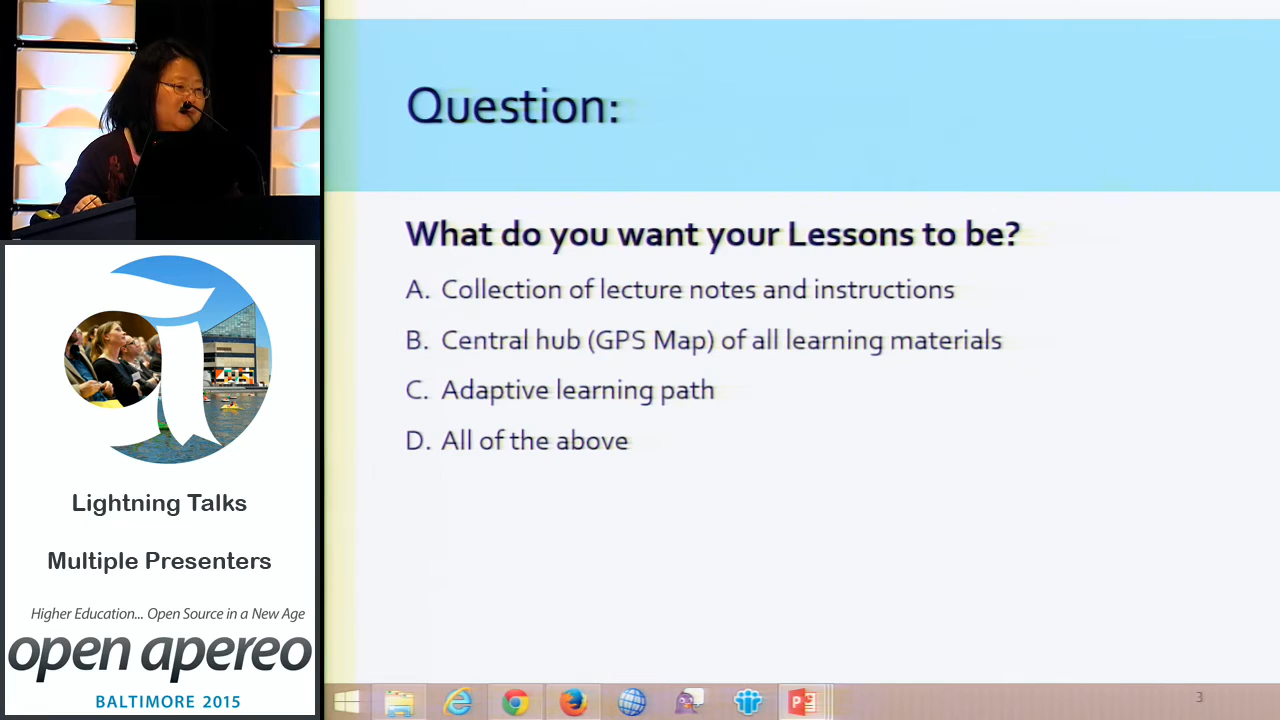 Question:
What do you want your Lessons to be?
A. Collection of lecture notes and instructions
B. Central hub (GPS Map) of all learning materials
C. Adaptive learning path
D. All of the above
3
Lightning Talks
Multiple Presenters
Higher Education... Open Source in a New Age
open apereo
BALTIMORE 2015